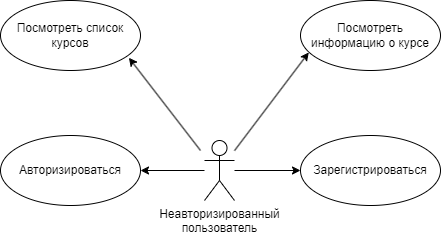 Посмотреть список
курсов
Посмотреть
информацию о курсе
Авторизироваться
Зарегистрироваться
Неавторизированный
пользователь